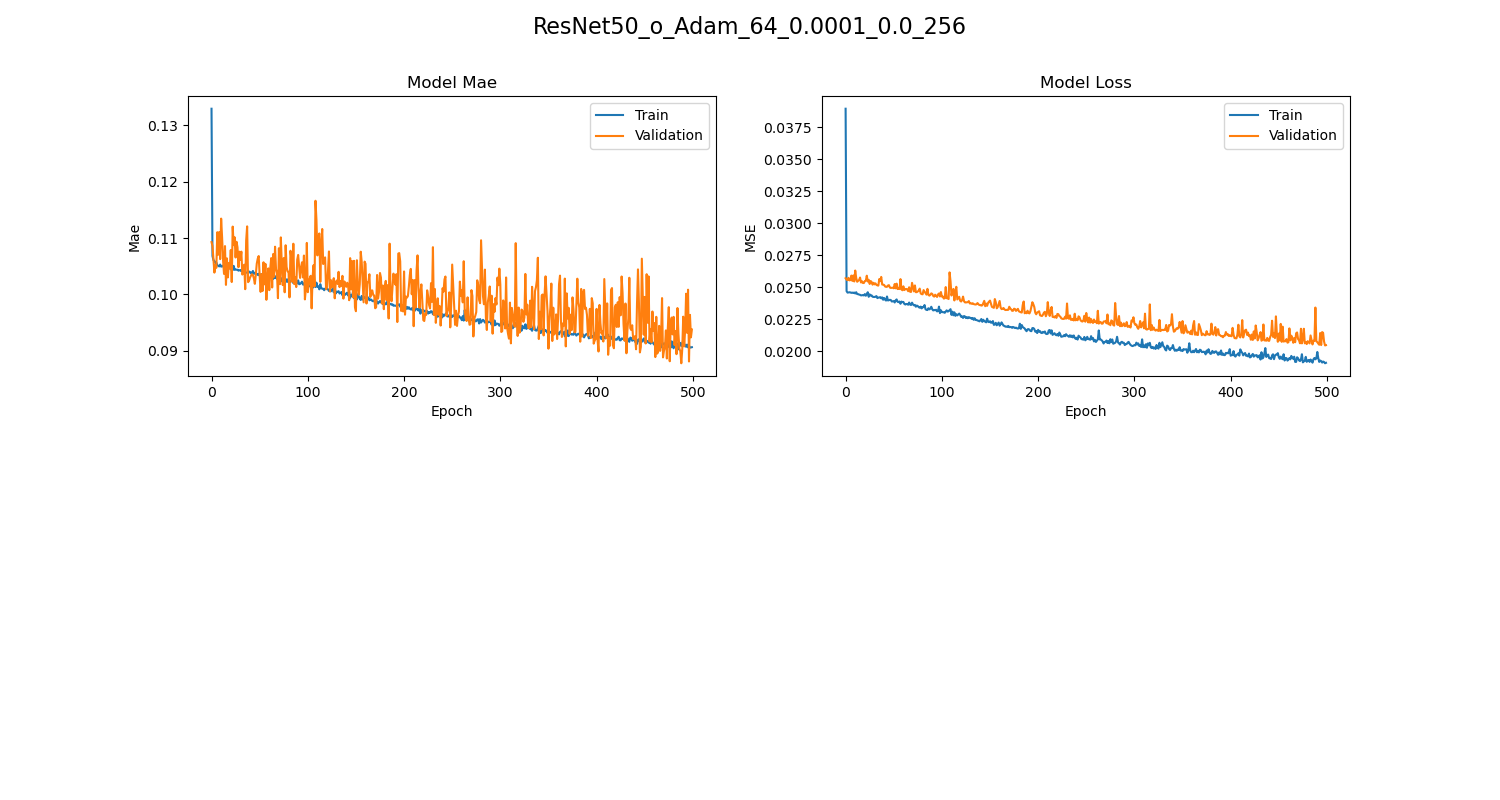 ResNet50_o_Adam_64_0.0001_0.0_256
Model Mae
Train
Validation
0.13
0.12
0.11
0.10
0.09
Mae
0 100 200 300 400 500
Epoch
Model Loss
Train
Validation
0.0375
0.0350
0.0325
0.0300
0.0275
0.0250
0.0225
0.0200
MSE
0 100 200 300 400 500
Epoch